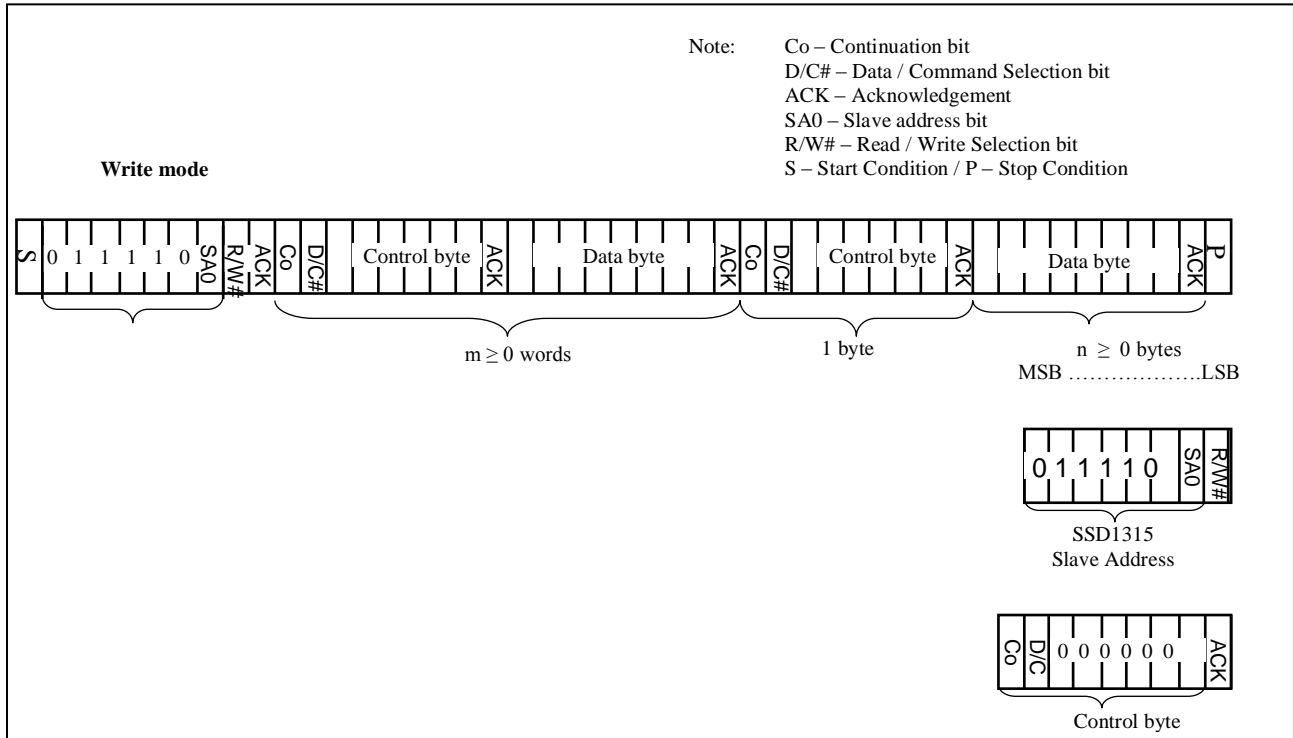 Note: Co – Continuation bit
D/C# – Data / Command Selection bit
ACK – Acknowledgement
SA0 – Slave address bit
R/W# – Read / Write Selection bit
S – Start Condition / P – Stop Condition
Write mode
S 0 1 1 1 1 0 SA0 R/W# ACK Co D/C# Control byte ACK Data byte ACK Co D/C# Control byte ACK Data byte ACK P
m ≥ 0 words 1 byte n ≥ 0 bytes
MSB ………………….LSB
0 1 1 1 1 0 SA0 R/W#
SSD1315
Slave Address
Co D/C 0 0 0 0 0 0 ACK
Control byte